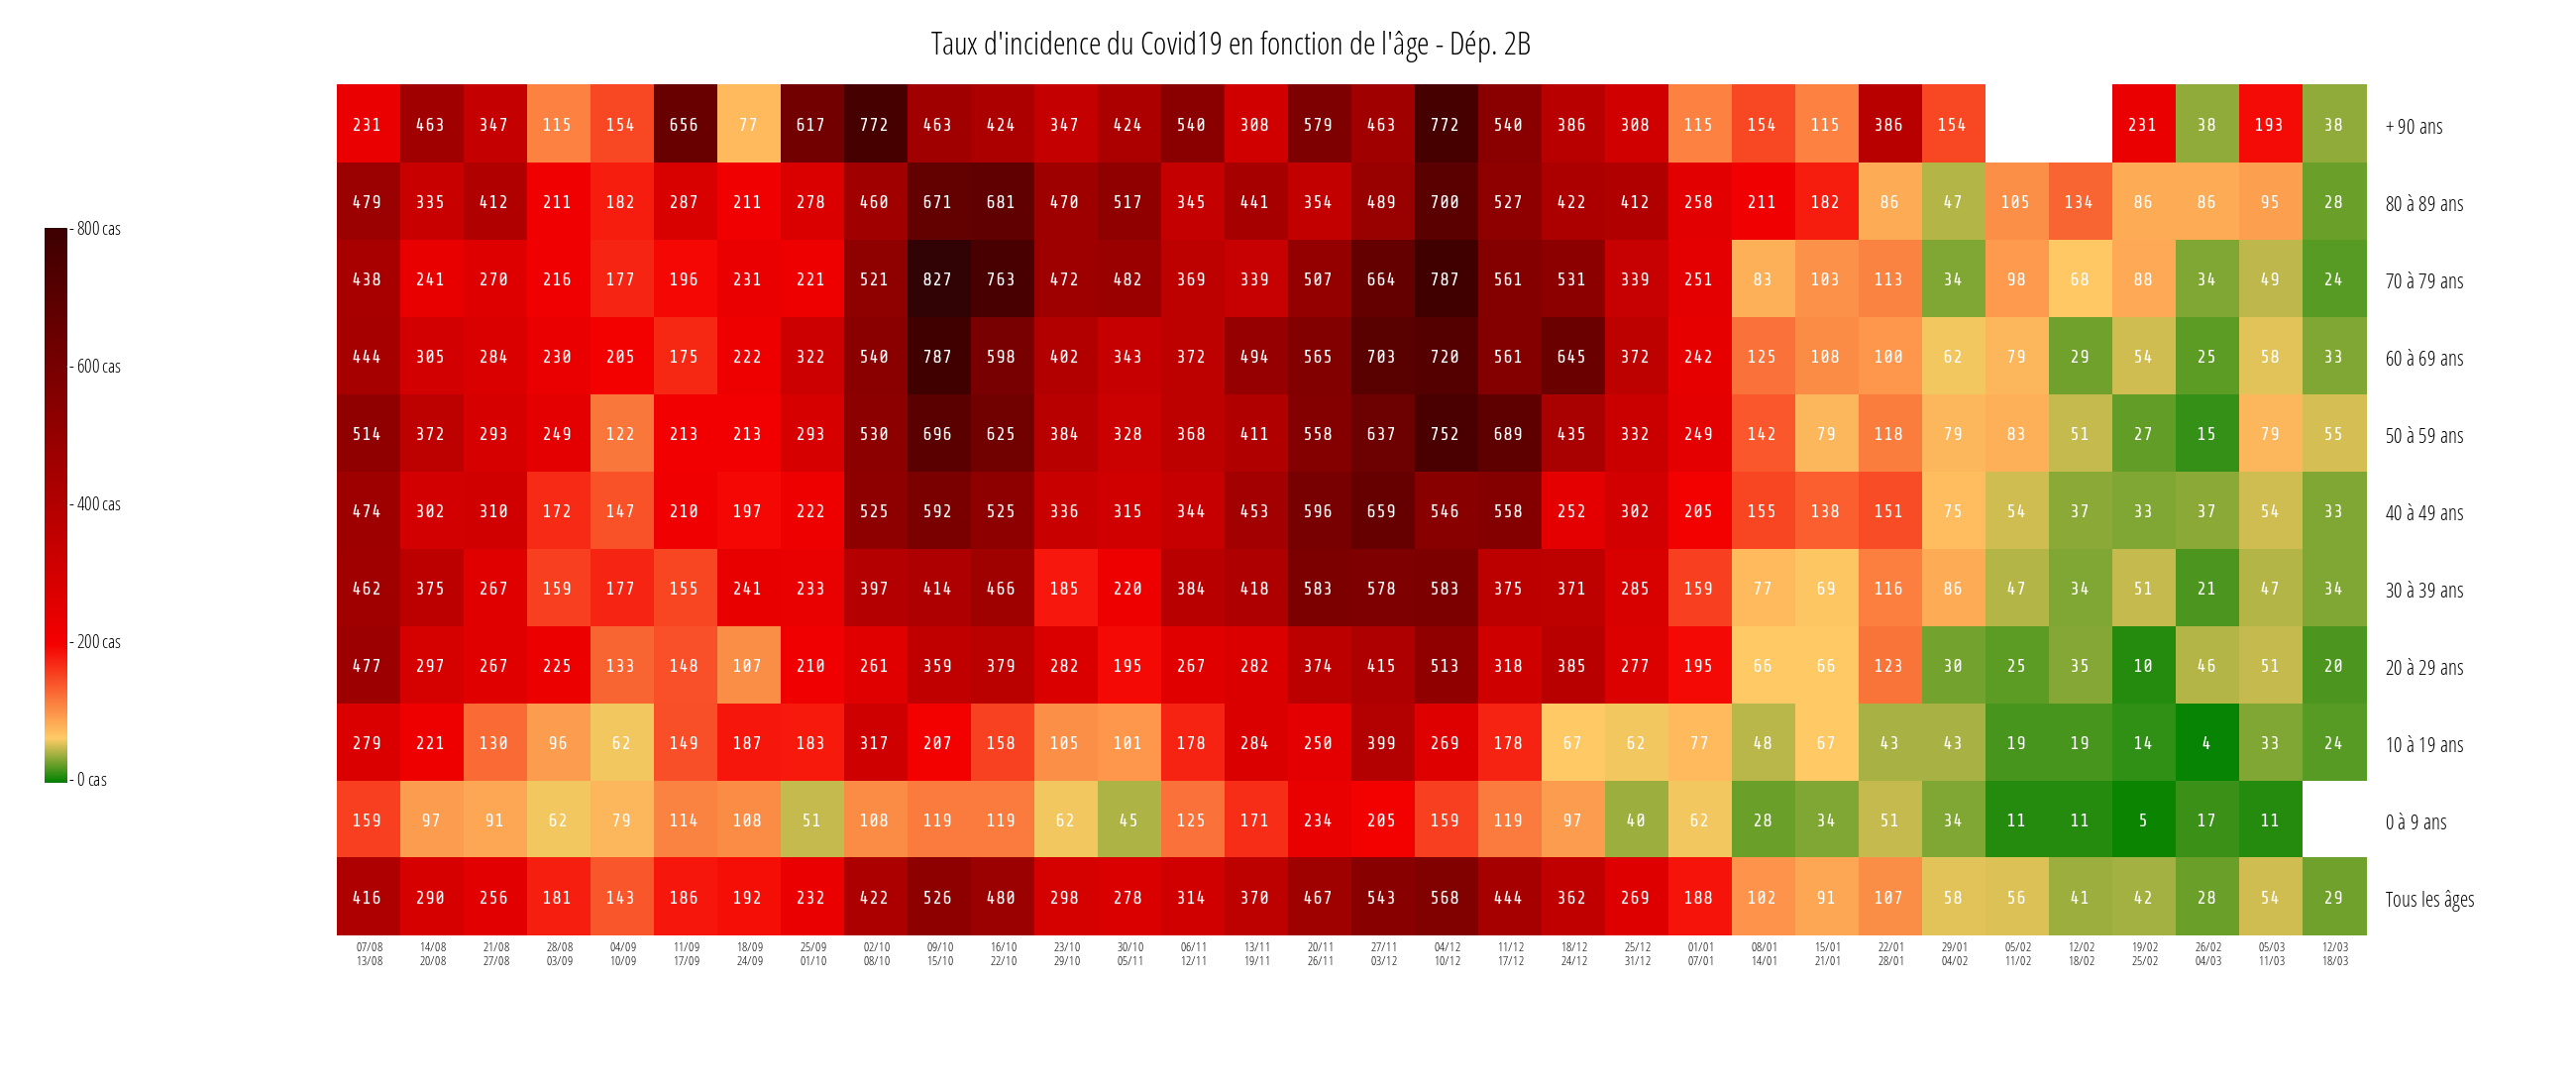 Taux d'incidence du Covid19 en fonction de l'âge - Dép. 2B
231 463 347 115 154 656 77 617 772 463 424 347 424 540 308 579 463 772 540 386 308 115 154 115 386 154 231 38 193 38 + 90 ans
479 335 412 211 182 287 211 278 460 671 681 470 517 345 441 354 489 700 527 422 412 258 211 182 86 47 105 134 86 86 95 28 80 à 89 ans
438 241 270 216 177 196 231 221 521 827 763 472 482 369 339 507 664 787 561 531 339 251 83 103 113 34 98 68 88 34 49 24 70 à 79 ans
444 305 284 230 205 175 222 322 540 787 598 402 343 372 494 565 703 720 561 645 372 242 125 108 100 62 79 29 54 25 58 33 60 à 69 ans
514 372 293 249 122 213 213 293 530 696 625 384 328 368 411 558 637 752 689 435 332 249 142 79 118 79 83 51 27 15 79 55 50 à 59 ans
474 302 310 172 147 210 197 222 525 592 525 336 315 344 453 596 659 546 558 252 302 205 155 138 151 75 54 37 33 37 54 33 40 à 49 ans
462 375 267 159 177 155 241 233 397 414 466 185 220 384 418 583 578 583 375 371 285 159 77 69 116 86 47 34 51 21 47 34 30 à 39 ans
477 297 267 225 133 148 107 210 261 359 379 282 195 267 282 374 415 513 318 385 277 195 66 66 123 30 25 35 10 46 51 20 20 à 29 ans
279 221 130 96 62 149 187 183 317 207 158 105 101 178 284 250 399 269 178 67 62 77 48 67 43 43 19 19 14 4 33 24 10 à 19 ans
159 97 91 62 79 114 108 51 108 119 119 62 45 125 171 234 205 159 119 97 40 62 28 34 51 34 11 11 5 17 11 0 à 9 ans
416 290 256 181 143 186 192 232 422 526 480 298 278 314 370 467 543 568 444 362 269 188 102 91 107 58 56 41 42 28 54 29 Tous les âges
07/08 14/08 21/08 28/08 04/09 11/09 18/09 25/09 02/10 09/10 16/10 23/10 30/10 06/11 13/11 20/11 27/11 04/12 11/12 18/12 25/12 01/01 08/01 15/01 22/01 29/01 05/02 12/02 19/02 26/02 05/03 12/03
13/08 20/08 27/08 03/09 10/09 17/09 24/09 01/10 08/10 15/10 22/10 29/10 05/11 12/11 19/11 26/11 03/12 10/12 17/12 24/12 31/12 07/01 14/01 21/01 28/01 04/02 11/02 18/02 25/02 04/03 11/03 18/03
- 800 cas
- 600 cas
- 400 cas
- 200 cas
- 0 cas